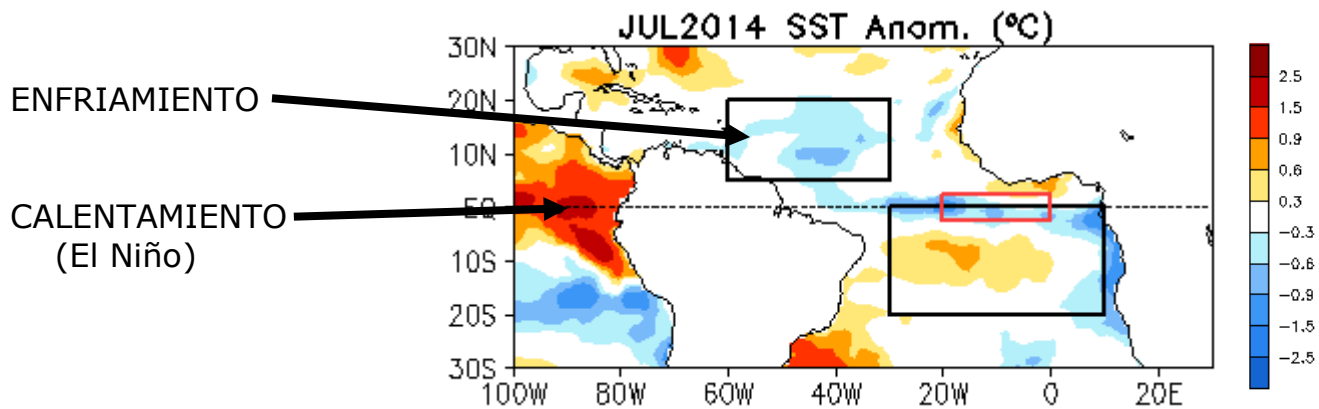 JUL2014 SST Anom. (ºC)
ENFRIAMIENTO
CALENTAMIENTO
(El Niño)
30N
20N
10N
EQ
10S
20S
30S
100W 80W 60W 40W 20W 0 20E
2.5
1.5
0.9
0.6
0.3
-0.3
-0.6
-0.9
-1.5
-2.5